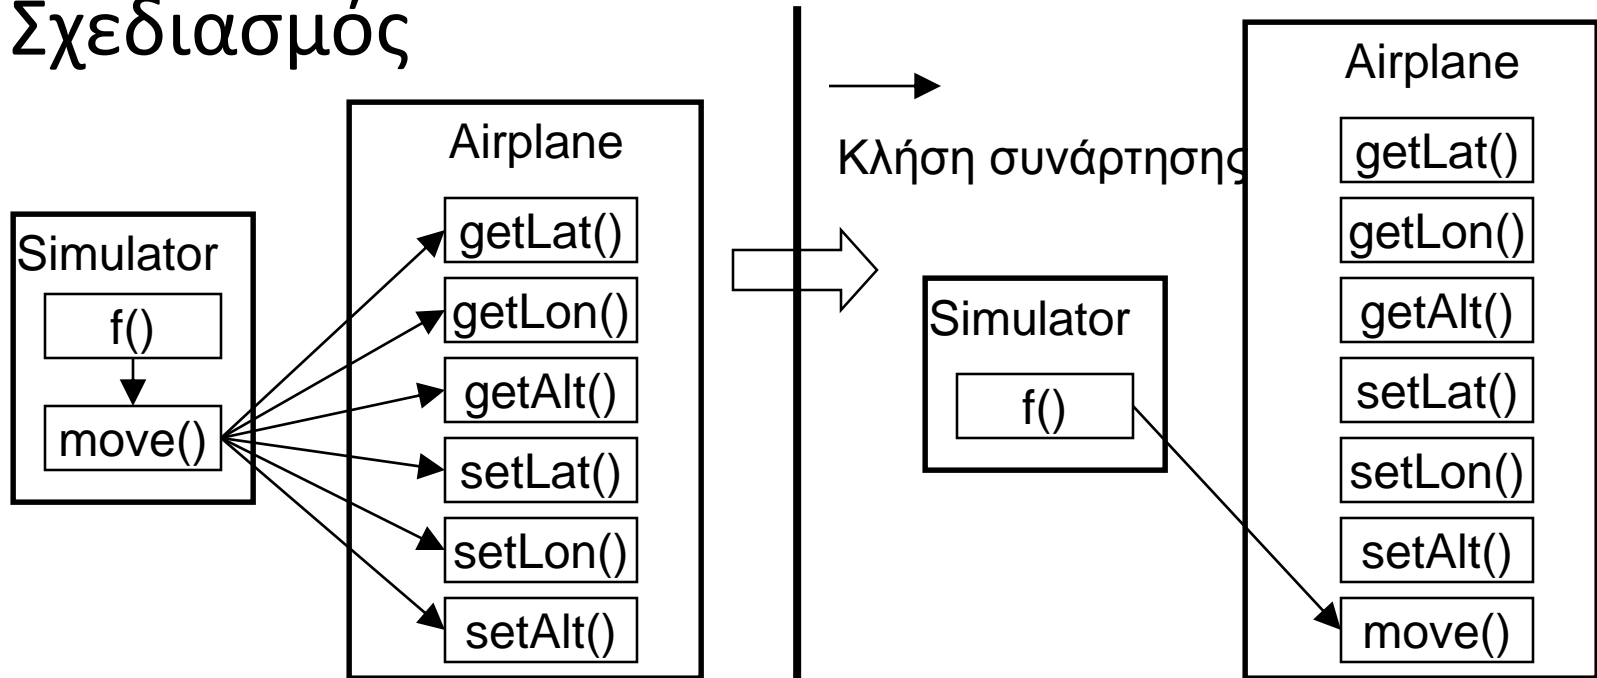 Σχεδιασμός
Simulator
f()
move()
Airplane
getLat()
getLon()
getAlt()
setLat()
setLon()
setAlt()
Κλήση συνάρτησης
Simulator
f()
Airplane
getLat()
getLon()
getAlt()
setLat()
setLon()
setAlt()
move()